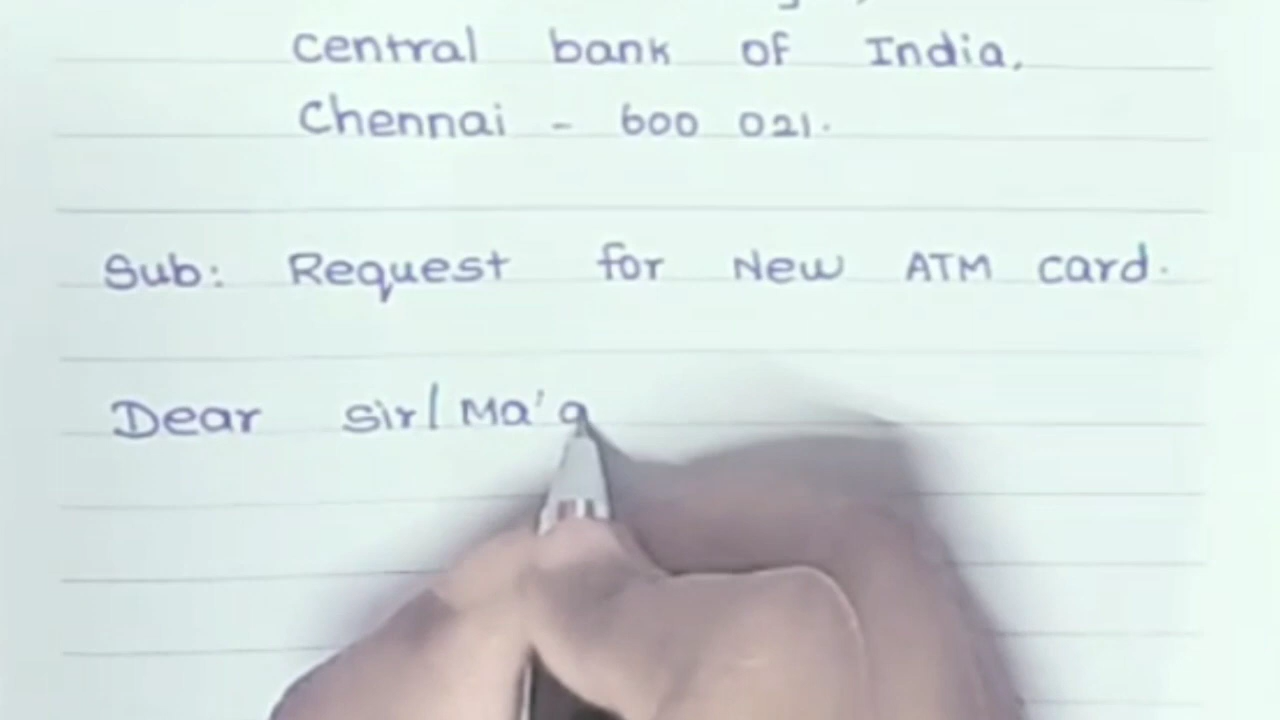 central bank of India,
Chennai - 600 021.
Sub: Request for New ATM card.
Dear Sir/Ma'a